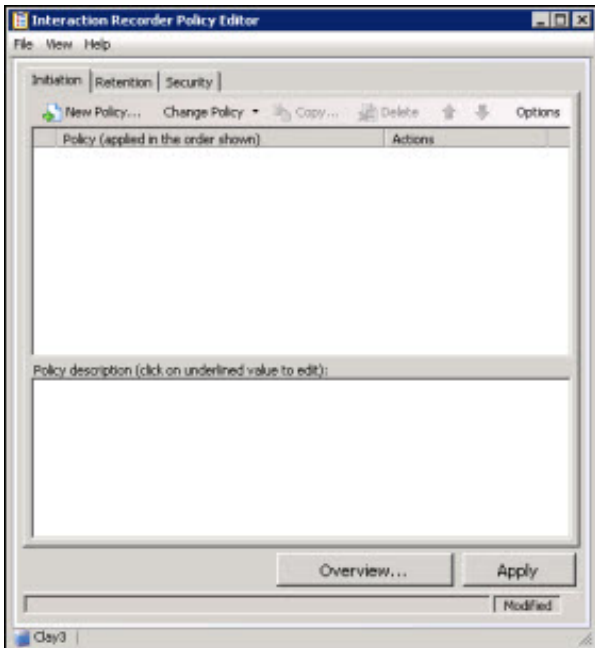 Interaction Recorder Policy Editor
File View Help
Initiation Retention Security
New Policy... Change Policy Copy... Delete Options
Policy (applied in the order shown) Actions
Policy description (click on underlined value to edit):
Overview... Apply
Modified
Clay3